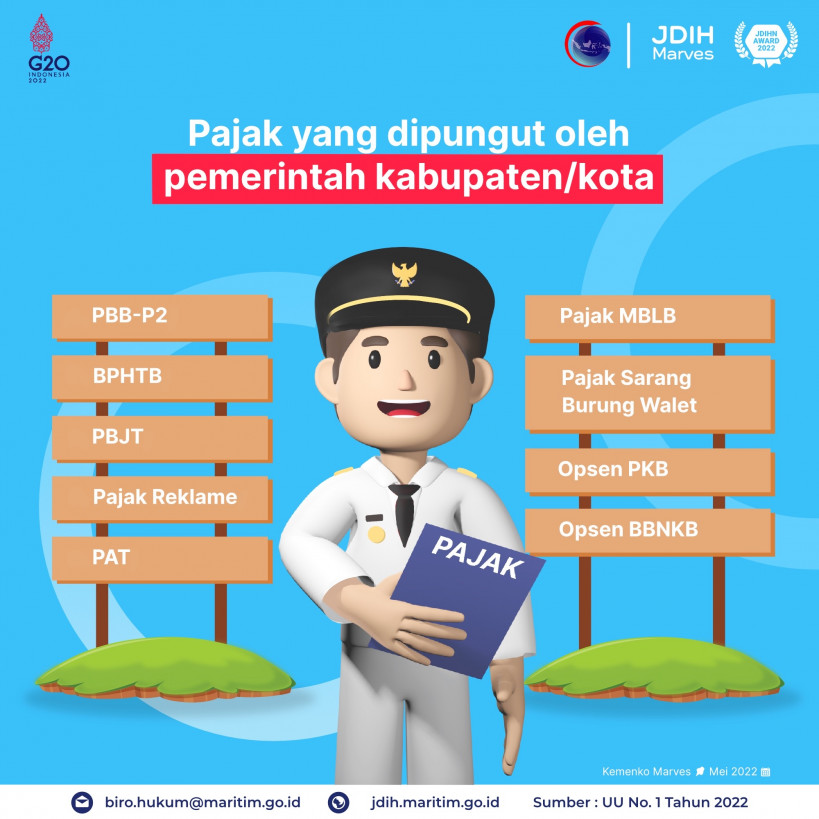 G20
INDONESIA
2022
JDIH
Marves
JDIHN
AWARD
2022
Pajak yang dipungut oleh
pemerintah kabupaten/kota
PBB-P2
BPHTB
PBJT
Pajak Reklame
PAT
Pajak MBLB
Pajak Sarang
Burung Walet
Opsen PKB
Opsen BBNKB
PAJAK
Kemenko Marves Mei 2022
biro.hukum@maritim.go.id jdih.maritim.go.id Sumber : UU No. 1 Tahun 2022